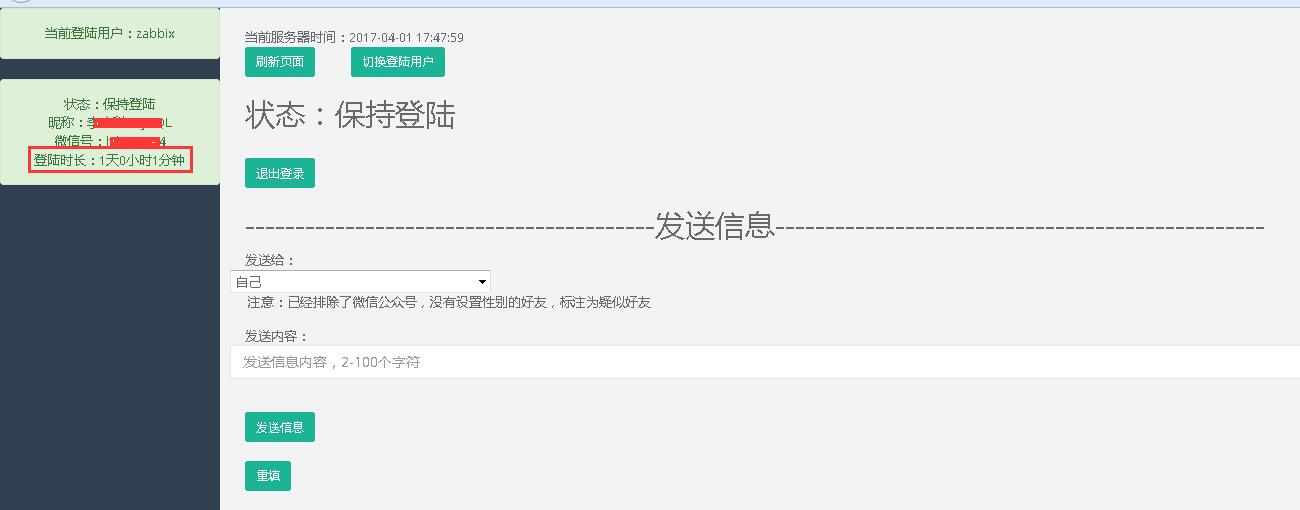 当前登陆用户：zabbix
状态：保持登陆
昵称：
微信号：
登陆时长：1天0小时1分钟
当前服务器时间：2017-04-01 17:47:59
刷新页面 切换登陆用户
状态：保持登陆
退出登录
-----------------------------------------发送信息-------------------------------------------------
发送给：
自己
注意：已经排除了微信公众号，没有设置性别的好友，标注为疑似好友
发送内容：
发送信息内容，2-100个字符
发送信息
重填